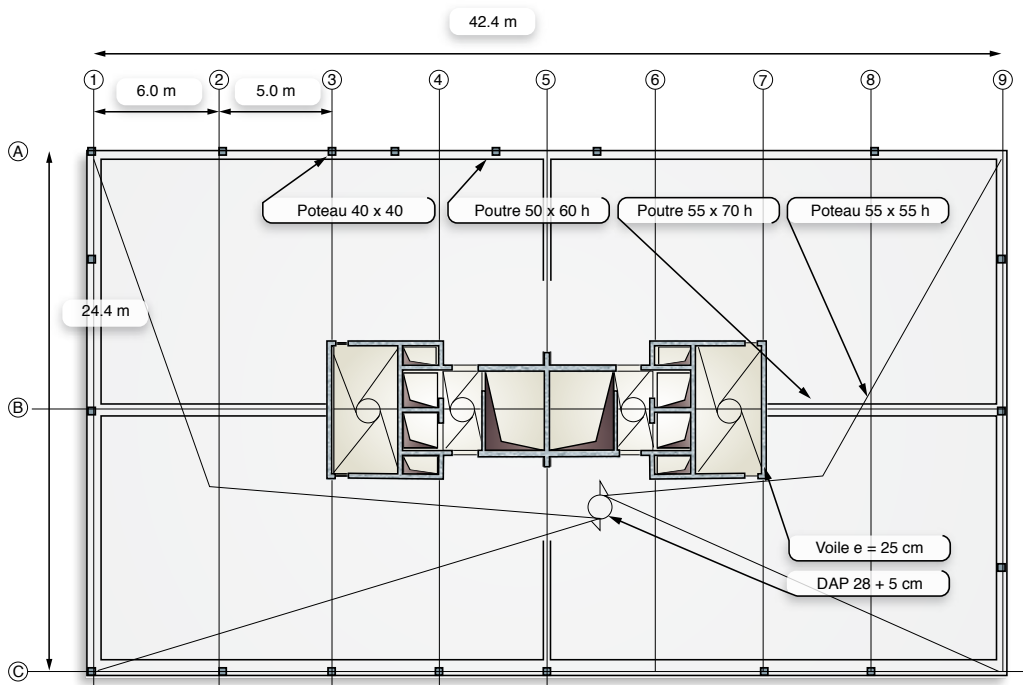 42.4 m
1 2 3 4 5 6 7 8 9
6.0 m 5.0 m
A
Poteau 40 x 40 Poutre 50 x 60 h Poutre 55 x 70 h Poteau 55 x 55 h
24.4 m
B
Voile e = 25 cm
DAP 28 + 5 cm
C